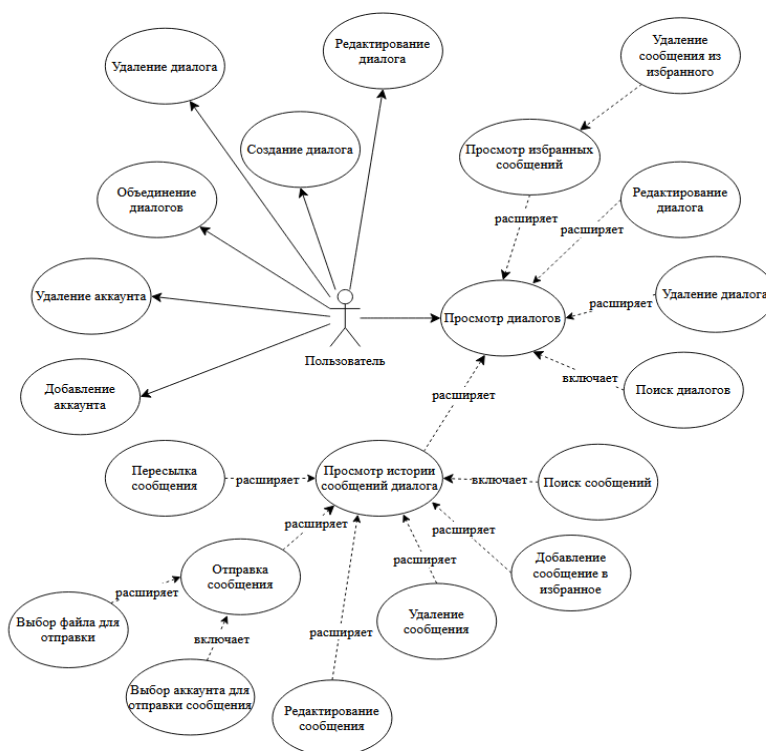 Редактирование
диалога
Удаление
сообщения из
избранного
Удаление диалога
Создание диалога
Просмотр избранных
сообщений
Объединение
диалогов
Редактирование
диалога
расширяет
расширяет
Удаление аккаунта
Просмотр диалогов
расширяет
Удаление диалога
Пользователь
включает
Поиск диалогов
Добавление
аккаунта
расширяет
Пересылка
сообщения
расширяет
Просмотр истории
сообщений диалога
включает
Поиск сообщений
расширяет
расширяет
Отправка
сообщения
расширяет
Добавление
сообщение в
избранное
расширяет
Удаление
сообщения
Выбор файла для
отправки
включает
расширяет
Выбор аккаунта для
отправки сообщения
Редактирование
сообщения